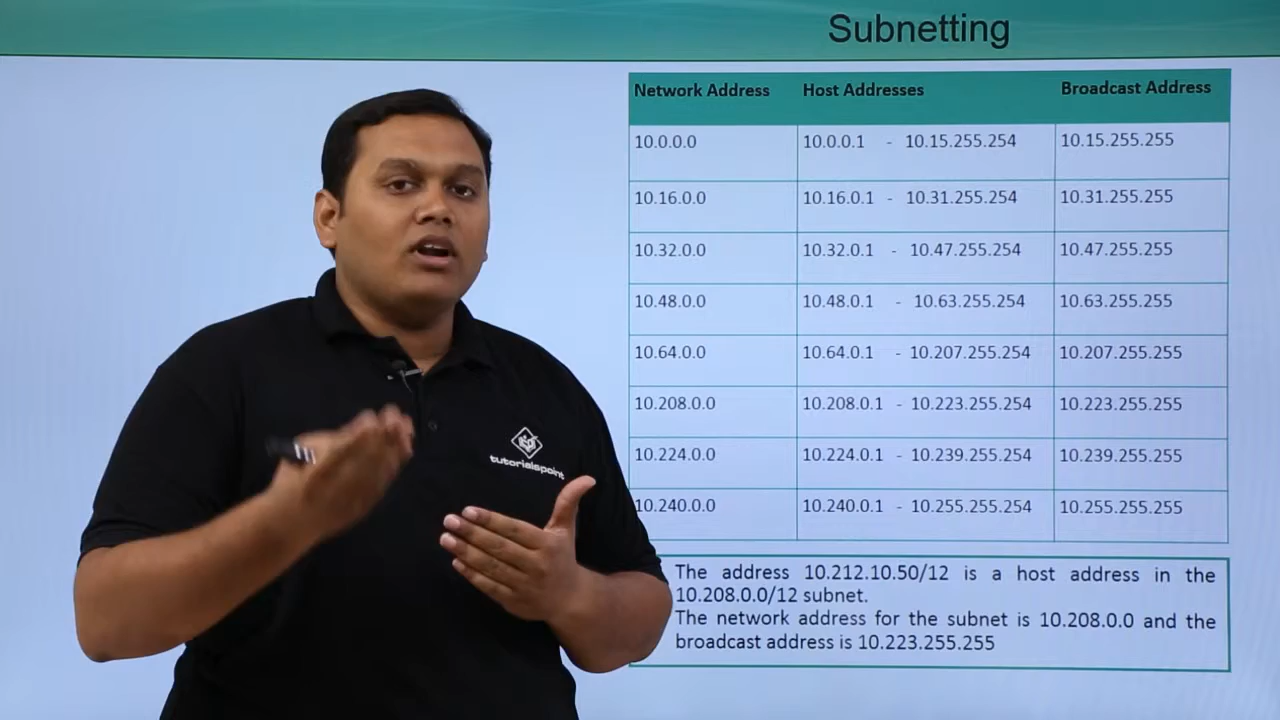 Subnetting
Network Address Host Addresses Broadcast Address
10.0.0.0 10.0.0.1 - 10.15.255.254 10.15.255.255
10.16.0.0 10.16.0.1 - 10.31.255.254 10.31.255.255
10.32.0.0 10.32.0.1 - 10.47.255.254 10.47.255.255
10.48.0.0 10.48.0.1 - 10.63.255.254 10.63.255.255
10.64.0.0 10.64.0.1 - 10.207.255.254 10.207.255.255
10.208.0.0 10.208.0.1 - 10.223.255.254 10.223.255.255
10.224.0.0 10.224.0.1 - 10.239.255.254 10.239.255.255
10.240.0.0 10.240.0.1 - 10.255.255.254 10.255.255.255
The address 10.212.10.50/12 is a host address in the
10.208.0.0/12 subnet.
The network address for the subnet is 10.208.0.0 and the
broadcast address is 10.223.255.255
tutorialspoint